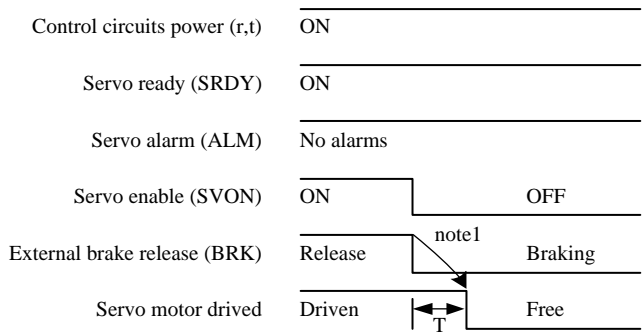 Control circuits power (r,t) ON
Servo ready (SRDY) ON
Servo alarm (ALM) No alarms
Servo enable (SVON) ON OFF
note1
External brake release (BRK) Release Braking
Servo motor drived Driven T Free